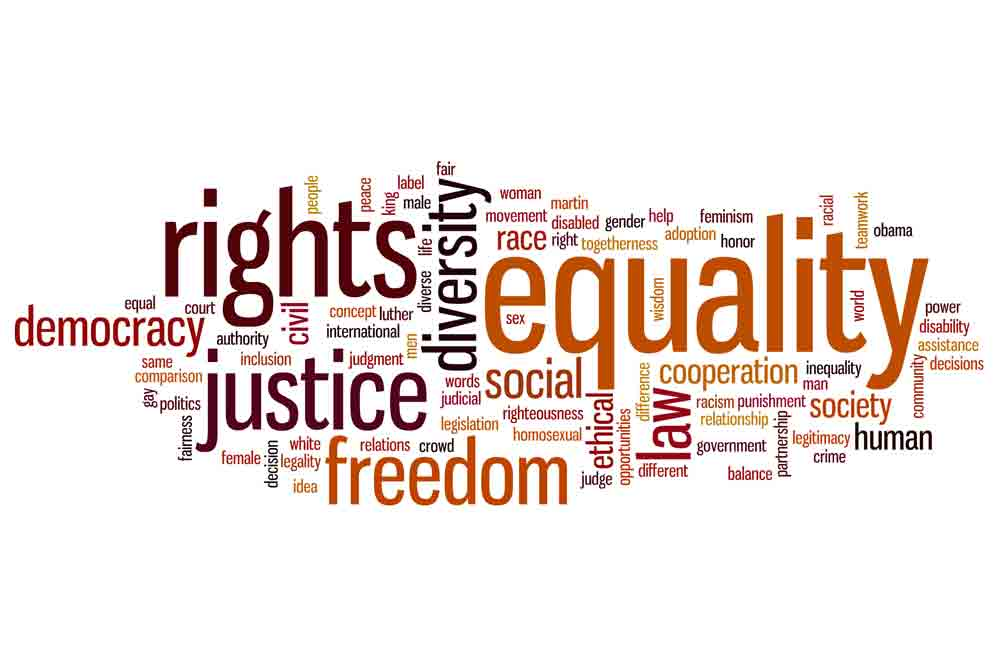 fair
people
peace
king
label
male
diversity
woman
martin
racial
teamwork
rights
movement
disabled
gender
help
feminism
obama
life
race
right
togetherness
adoption
honor
equality
equal
court
civil
concept
luther
diverse
sex
wisdom
world
power
democracy
authority
international
men
disability
assistance
same
inclusion
judgment
social
cooperation
inequality
decisions
comparison
justice
words
difference
man
community
gay
politics
judicial
righteousness
ethical
law
racism
punishment
society
legislation
opportunities
relationship
partnership
fairness
white
relations
crowd
homosexual
government
legitimacy
human
female
decision
legality
freedom
different
crime
idea
judge
balance